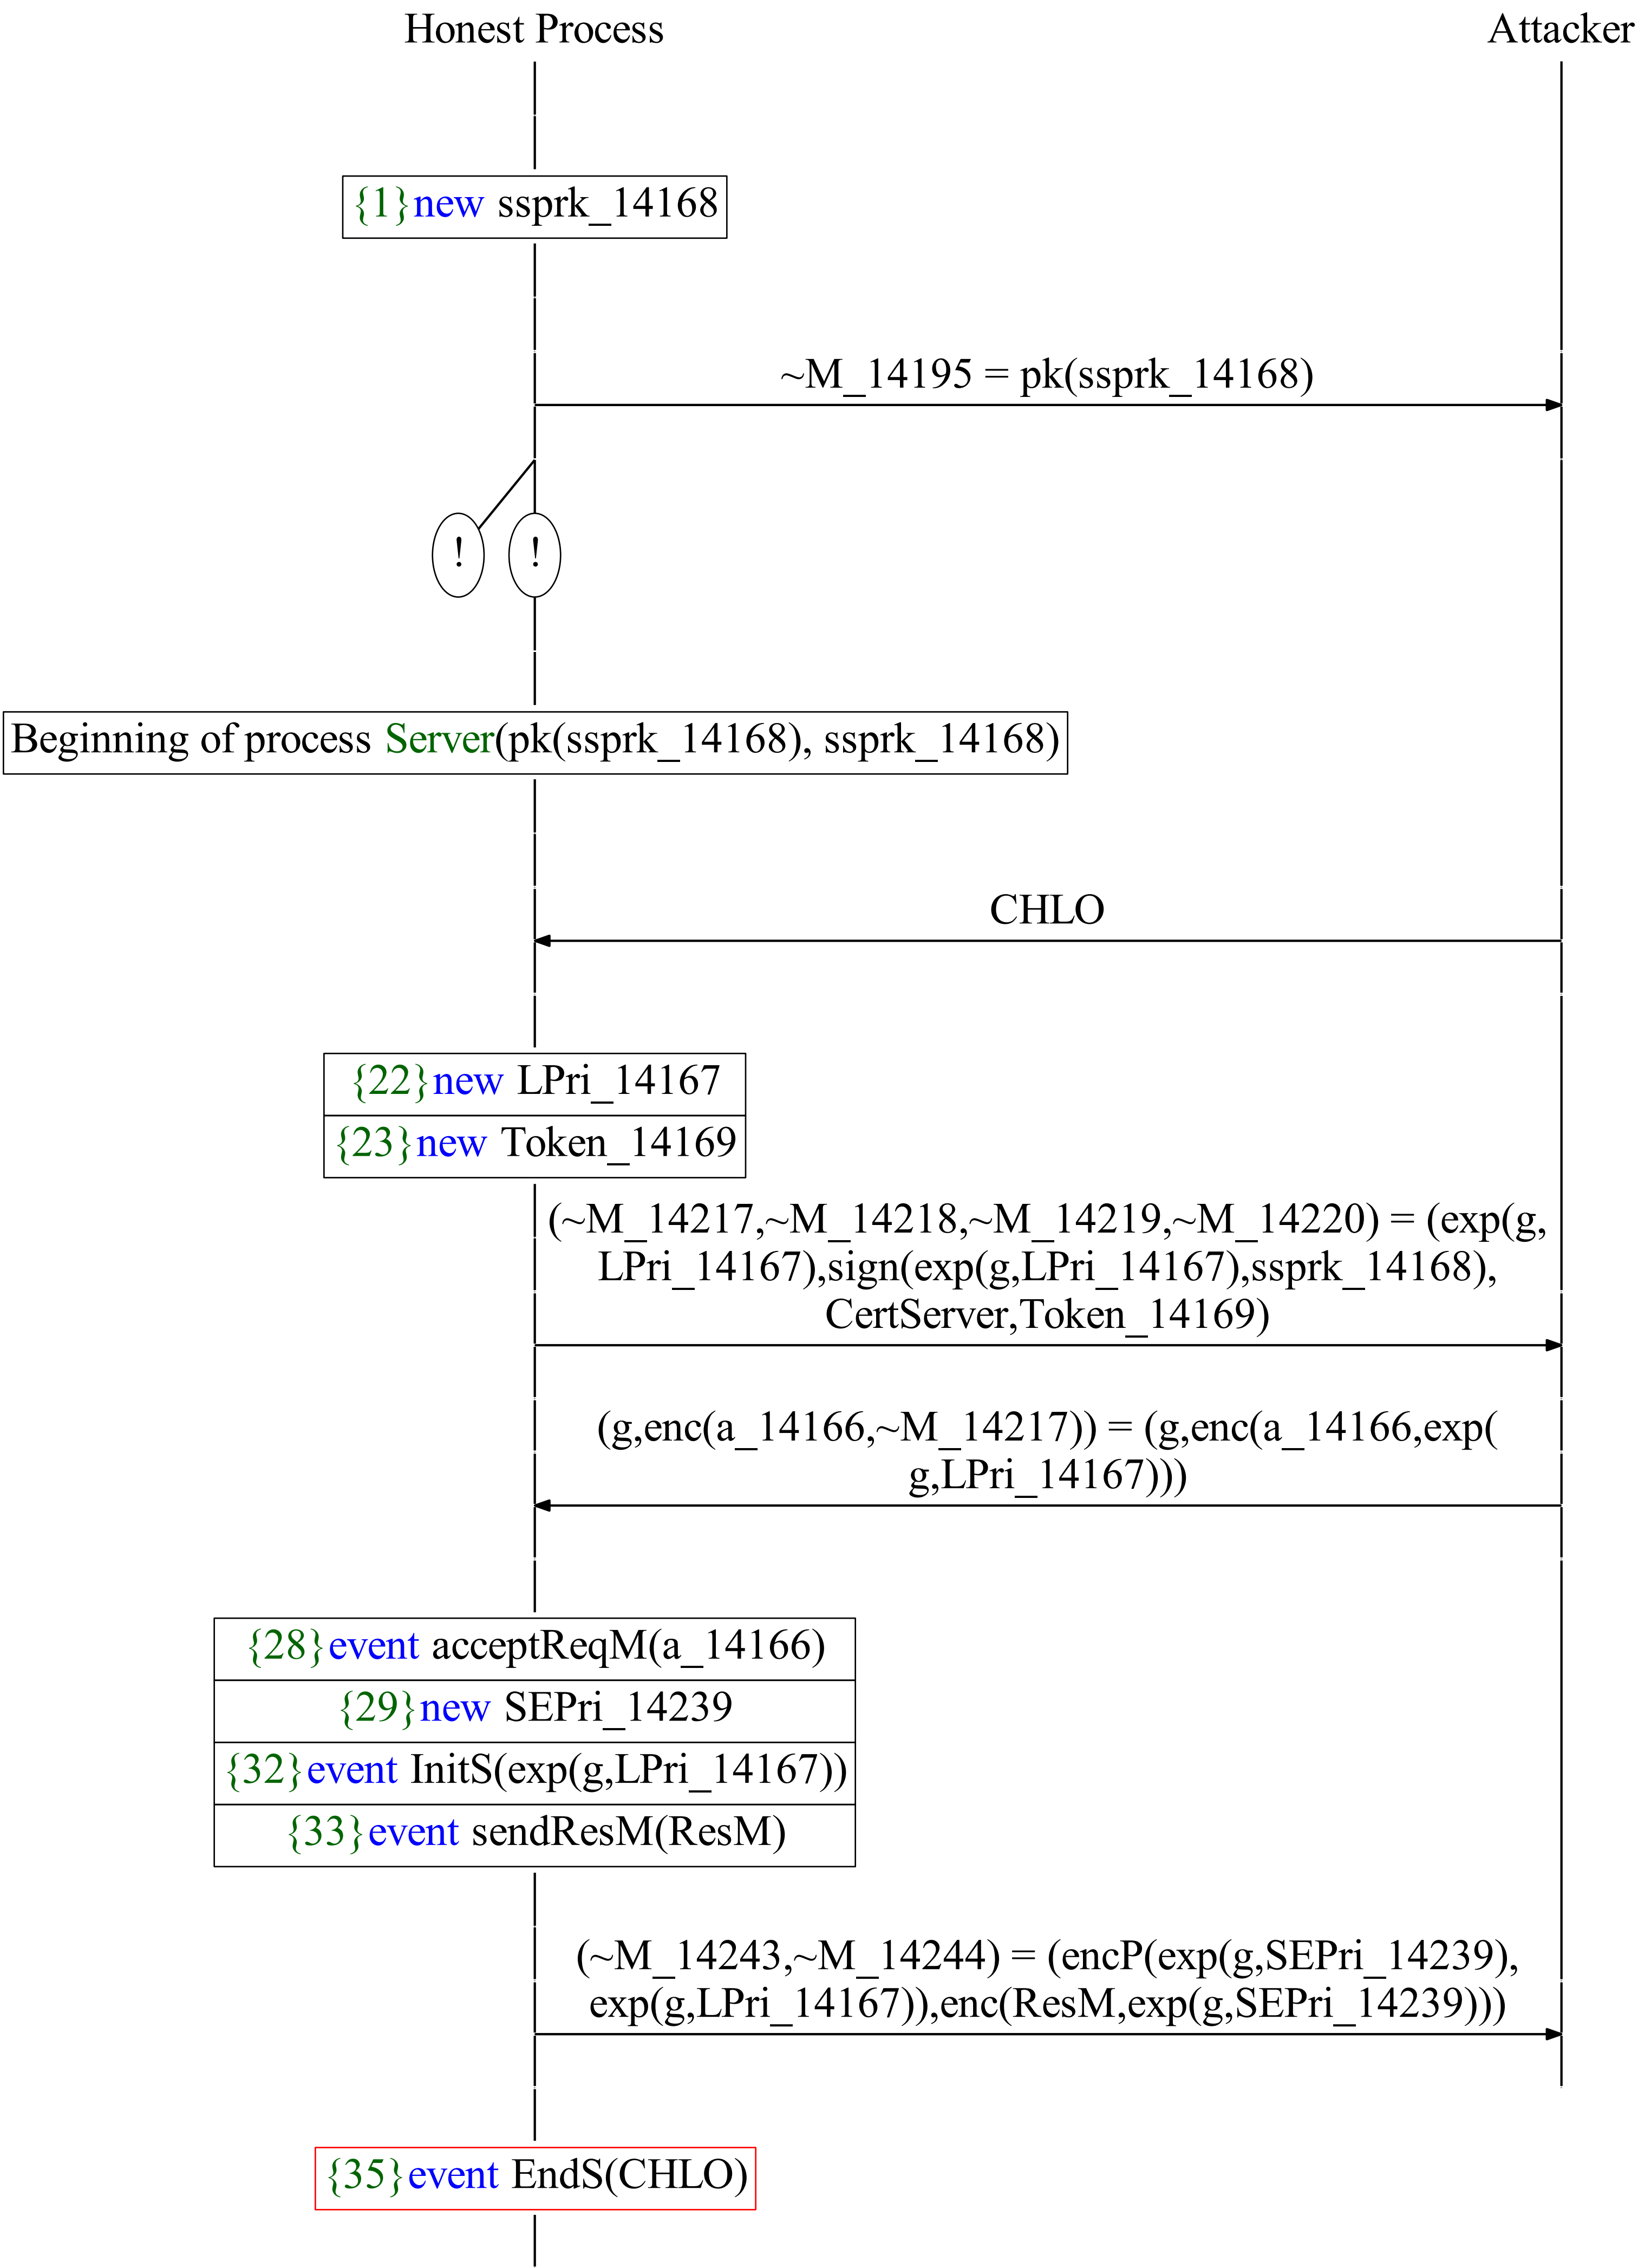 Honest Process
Attacker
{1}new ssprk_14168
~M_14195 = pk(ssprk_14168)
!
!
Beginning of process Server(pk(ssprk_14168), ssprk_14168)
CHLO
{22}new LPri_14167
{23}new Token_14169
(~M_14217,~M_14218,~M_14219,~M_14220) = (exp(g,
LPri_14167),sign(exp(g,LPri_14167),ssprk_14168),
CertServer,Token_14169)
(g,enc(a_14166,~M_14217)) = (g,enc(a_14166,exp(
g,LPri_14167)))
{28}event acceptReqM(a_14166)
{29}new SEPri_14239
{32}event InitS(exp(g,LPri_14167))
{33}event sendResM(ResM)
(~M_14243,~M_14244) = (encP(exp(g,SEPri_14239),
exp(g,LPri_14167)),enc(ResM,exp(g,SEPri_14239)))
{35}event EndS(CHLO)